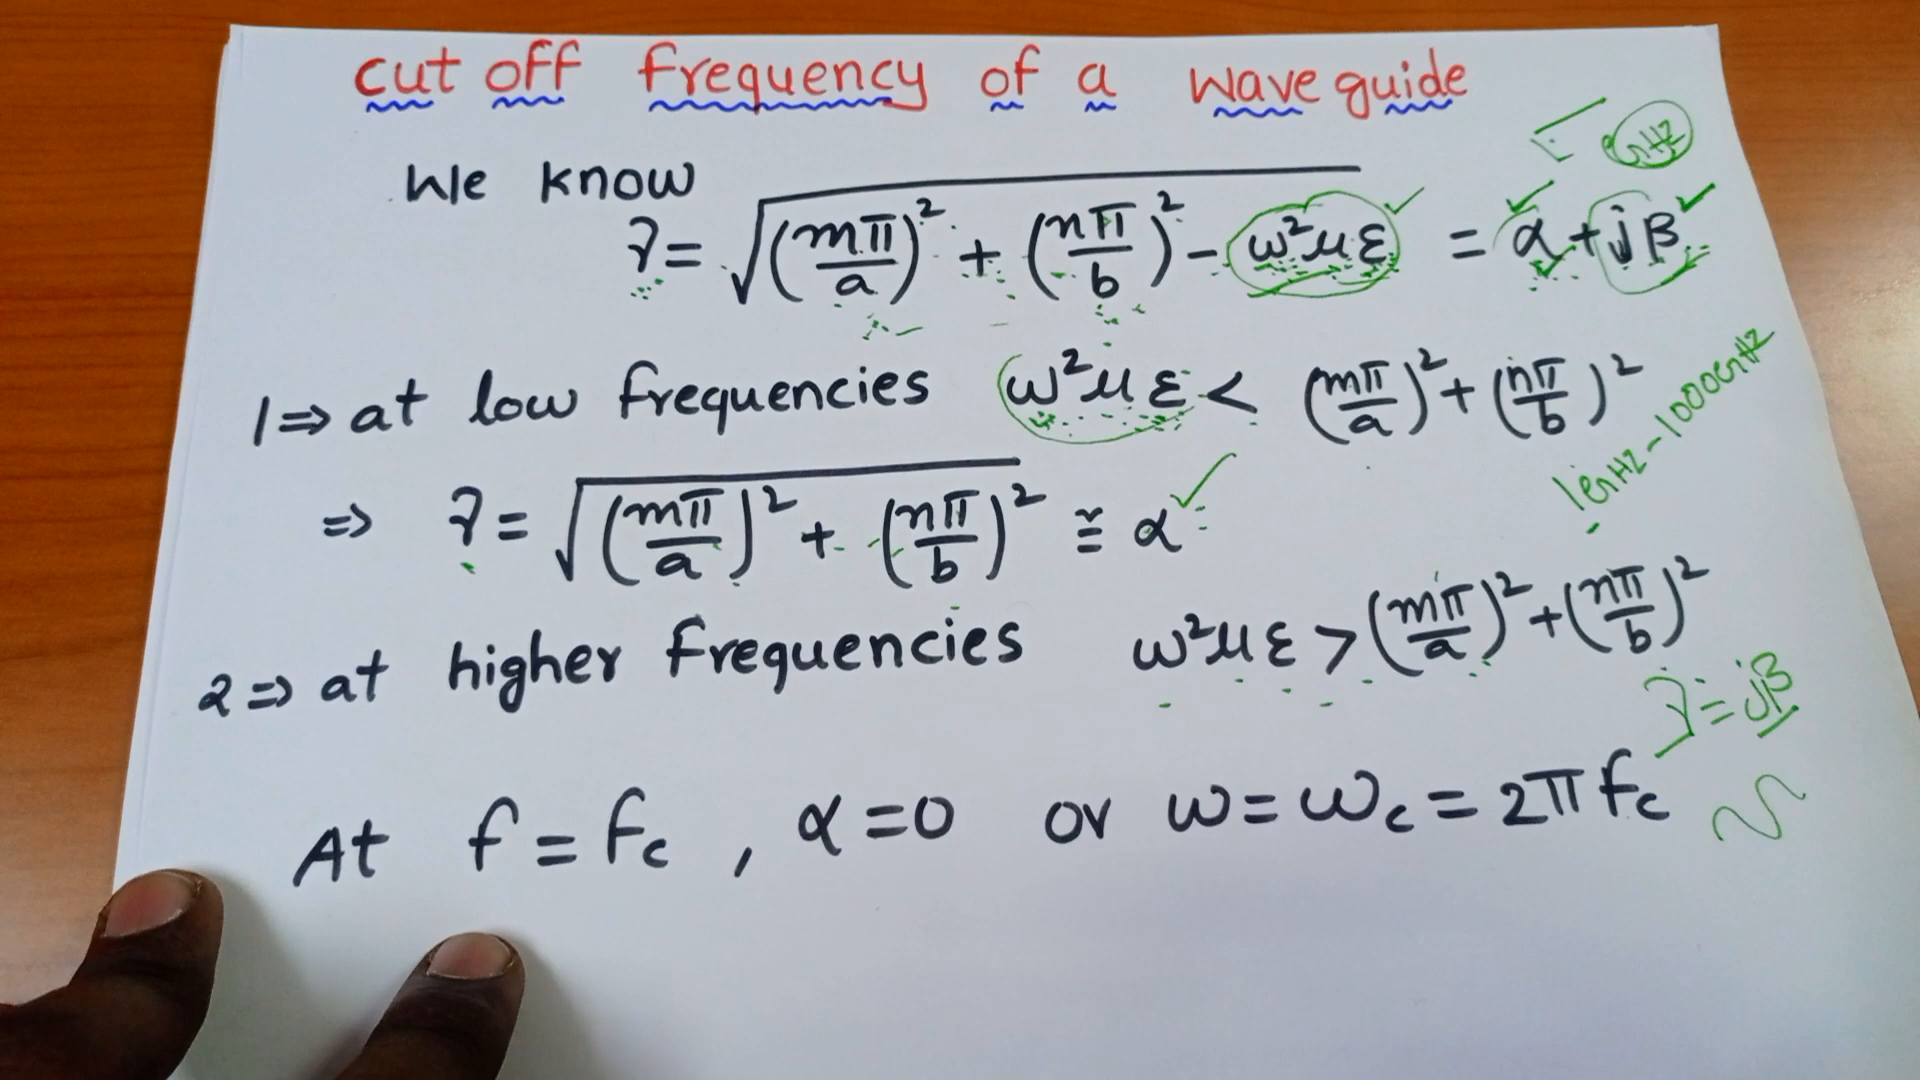 cut off frequency of a wave guide
GHz
We know
γ = √((mπ/a)² + (nπ/b)² - ω²με) = α + jβ
1 ⇒ at low frequencies ω²με < (mπ/a)² + (nπ/b)²
1GHz - 1000GHz
⇒ γ = √((mπ/a)² + (nπ/b)²) ≅ α
2 ⇒ at higher frequencies ω²με > (mπ/a)² + (nπ/b)²
γ = jβ
At f = fc , α = 0 or ω = ωc = 2πfc